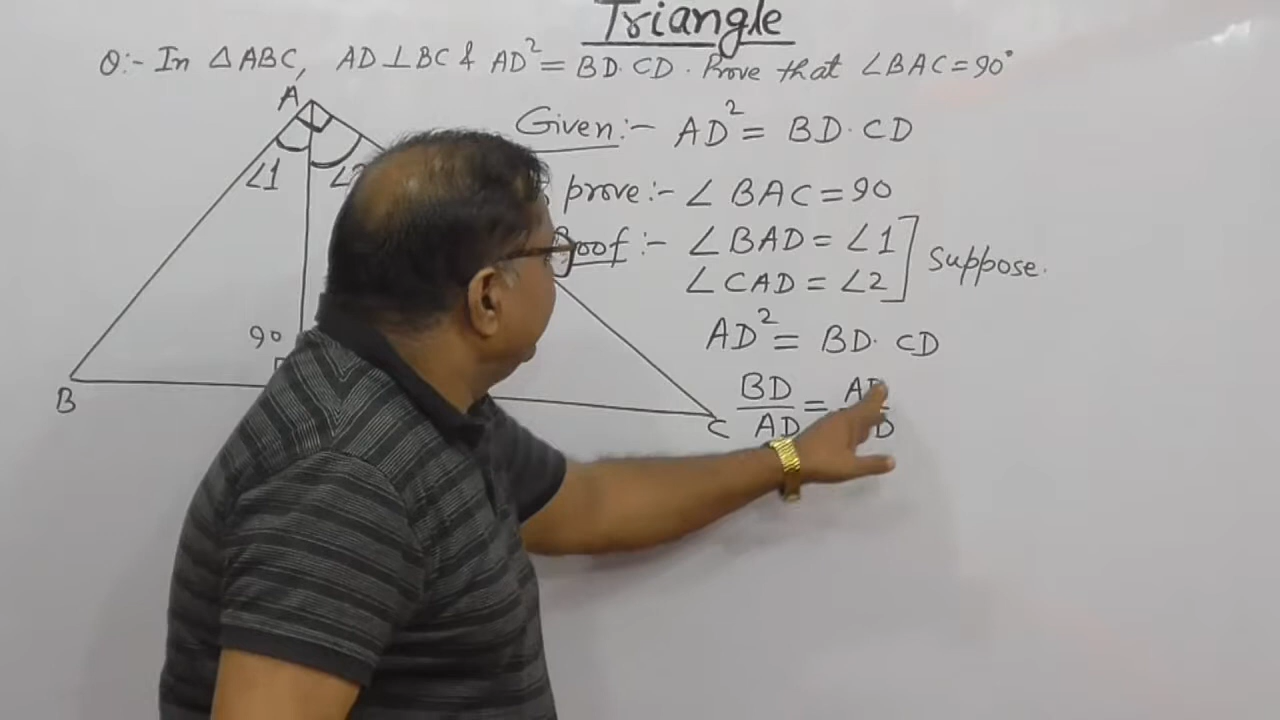 Triangle
Q:- In △ABC, AD⊥BC & AD² = BD·CD. Prove that ∠BAC = 90°
A
Given:- AD² = BD·CD
∠1
prove:- ∠BAC = 90
:- ∠BAD = ∠1
∠CAD = ∠2
Suppose.
90
AD² = BD·CD
B
C
BD/AD =